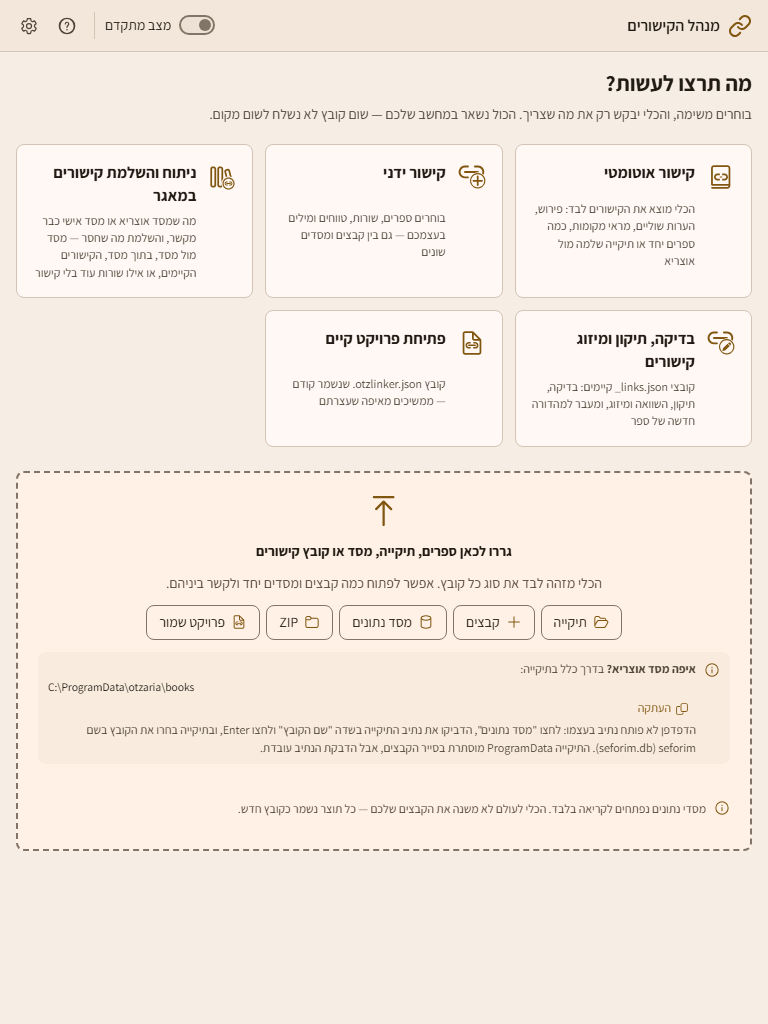 מנהל הקישורים
מצב מתקדם
מה תרצו לעשות?
בוחרים משימה, והכלי יבקש רק את מה שצריך. הכול נשאר במחשב שלכם — שום קובץ לא נשלח לשום מקום.
קישור אוטומטי
הכלי מוצא את הקישורים לבד: פירוש,
הערות שוליים, מראי מקומות, כמה
ספרים יחד או תיקייה שלמה מול
אוצריא
קישור ידני
בוחרים ספרים, שורות, טווחים ומילים
בעצמכם — גם בין קבצים ומסדים
שונים
ניתוח והשלמת קישורים
במאגר
מה שמסד אוצריא או מסד אישי כבר
מקשר, והשלמת מה שחסר — מסד
מול מסד, בתוך מסד, הקישורים
הקיימים, או אילו שורות עוד בלי קישור
בדיקה, תיקון ומיזוג
קישורים
קובצי links.json_ קיימים: בדיקה,
תיקון, השוואה ומיזוג, ומעבר למהדורה
חדשה של ספר
פתיחת פרויקט קיים
קובץ otzlinker.json. שנשמר קודם
— ממשיכים מאיפה שעצרתם
גררו לכאן ספרים, תיקייה, מסד או קובץ קישורים
הכלי מזהה לבד את סוג כל קובץ. אפשר לפתוח כמה קבצים ומסדים יחד ולקשר ביניהם.
תיקייה
קבצים
מסד נתונים
ZIP
פרויקט שמור
איפה מסד אוצריא? בדרך כלל בתיקייה:
C:\ProgramData\otzaria\books
העתקה
הדפדפן לא פותח נתיב בעצמו: לחצו "מסד נתונים", הדביקו את נתיב התיקייה בשדה "שם הקובץ" ולחצו Enter, ובתיקייה בחרו את הקובץ בשם
seforim (seforim.db). התיקייה ProgramData מוסתרת בסייר הקבצים, אבל הדבקת הנתיב עובדת.
מסדי נתונים נפתחים לקריאה בלבד. הכלי לעולם לא משנה את הקבצים שלכם — כל תוצר נשמר כקובץ חדש.